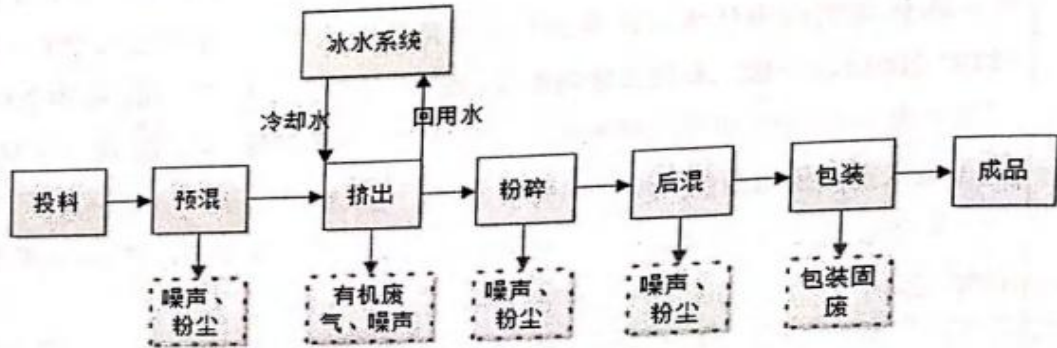 冰水系统
冷却水
回用水
投料
预混
挤出
粉碎
后混
包装
成品
噪声、
粉尘
有机废
气、噪声
噪声、
粉尘
噪声、
粉尘
包装固
废